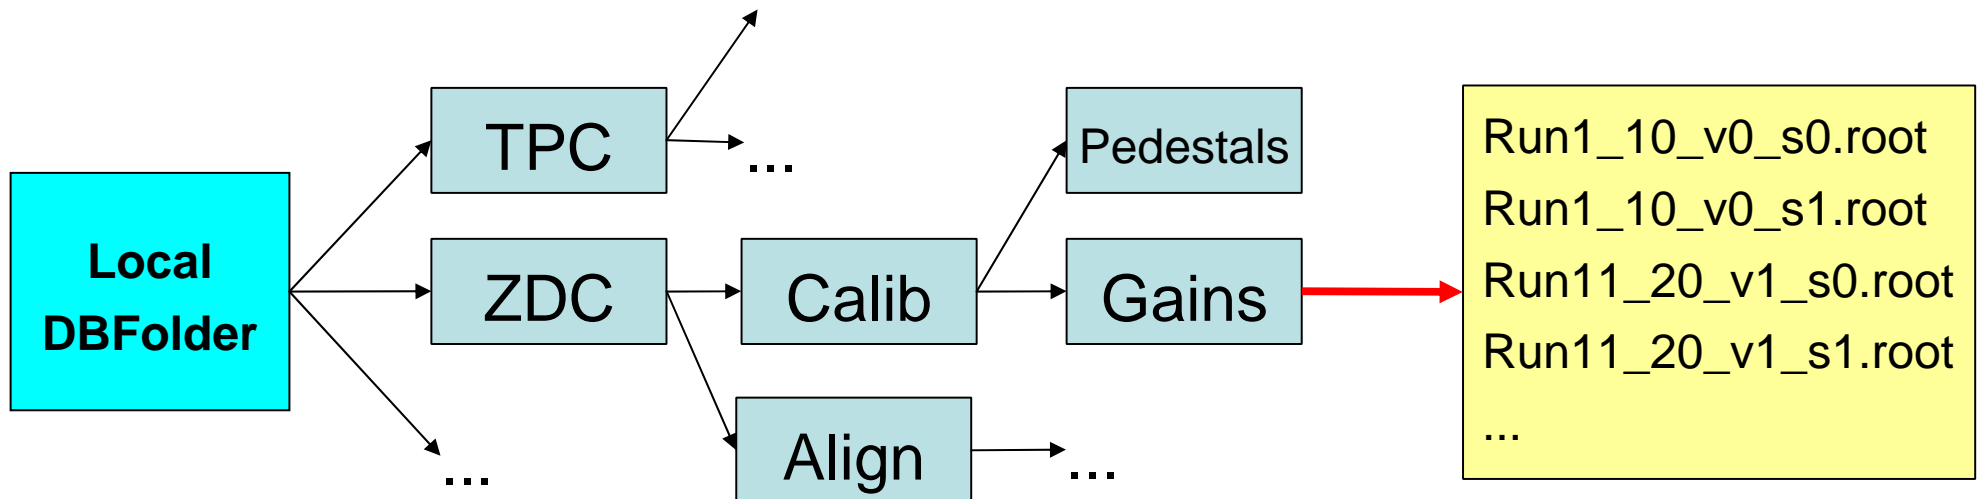 Local
DBFolder
TPC
...
ZDC
...
Calib
Align
...
Pedestals
Gains
Run1_10_v0_s0.root
Run1_10_v0_s1.root
Run11_20_v1_s0.root
Run11_20_v1_s1.root
...